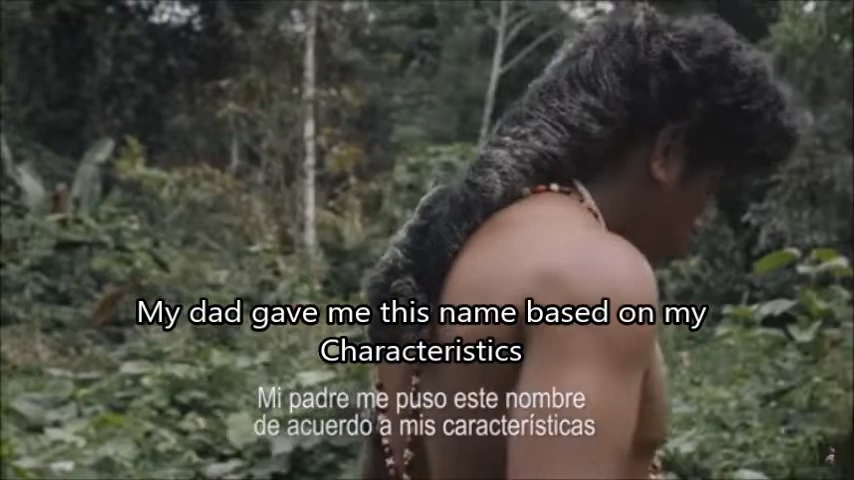 My dad gave me this name based on my
Characteristics
Mi padre me puso este nombre
de acuerdo a mis características